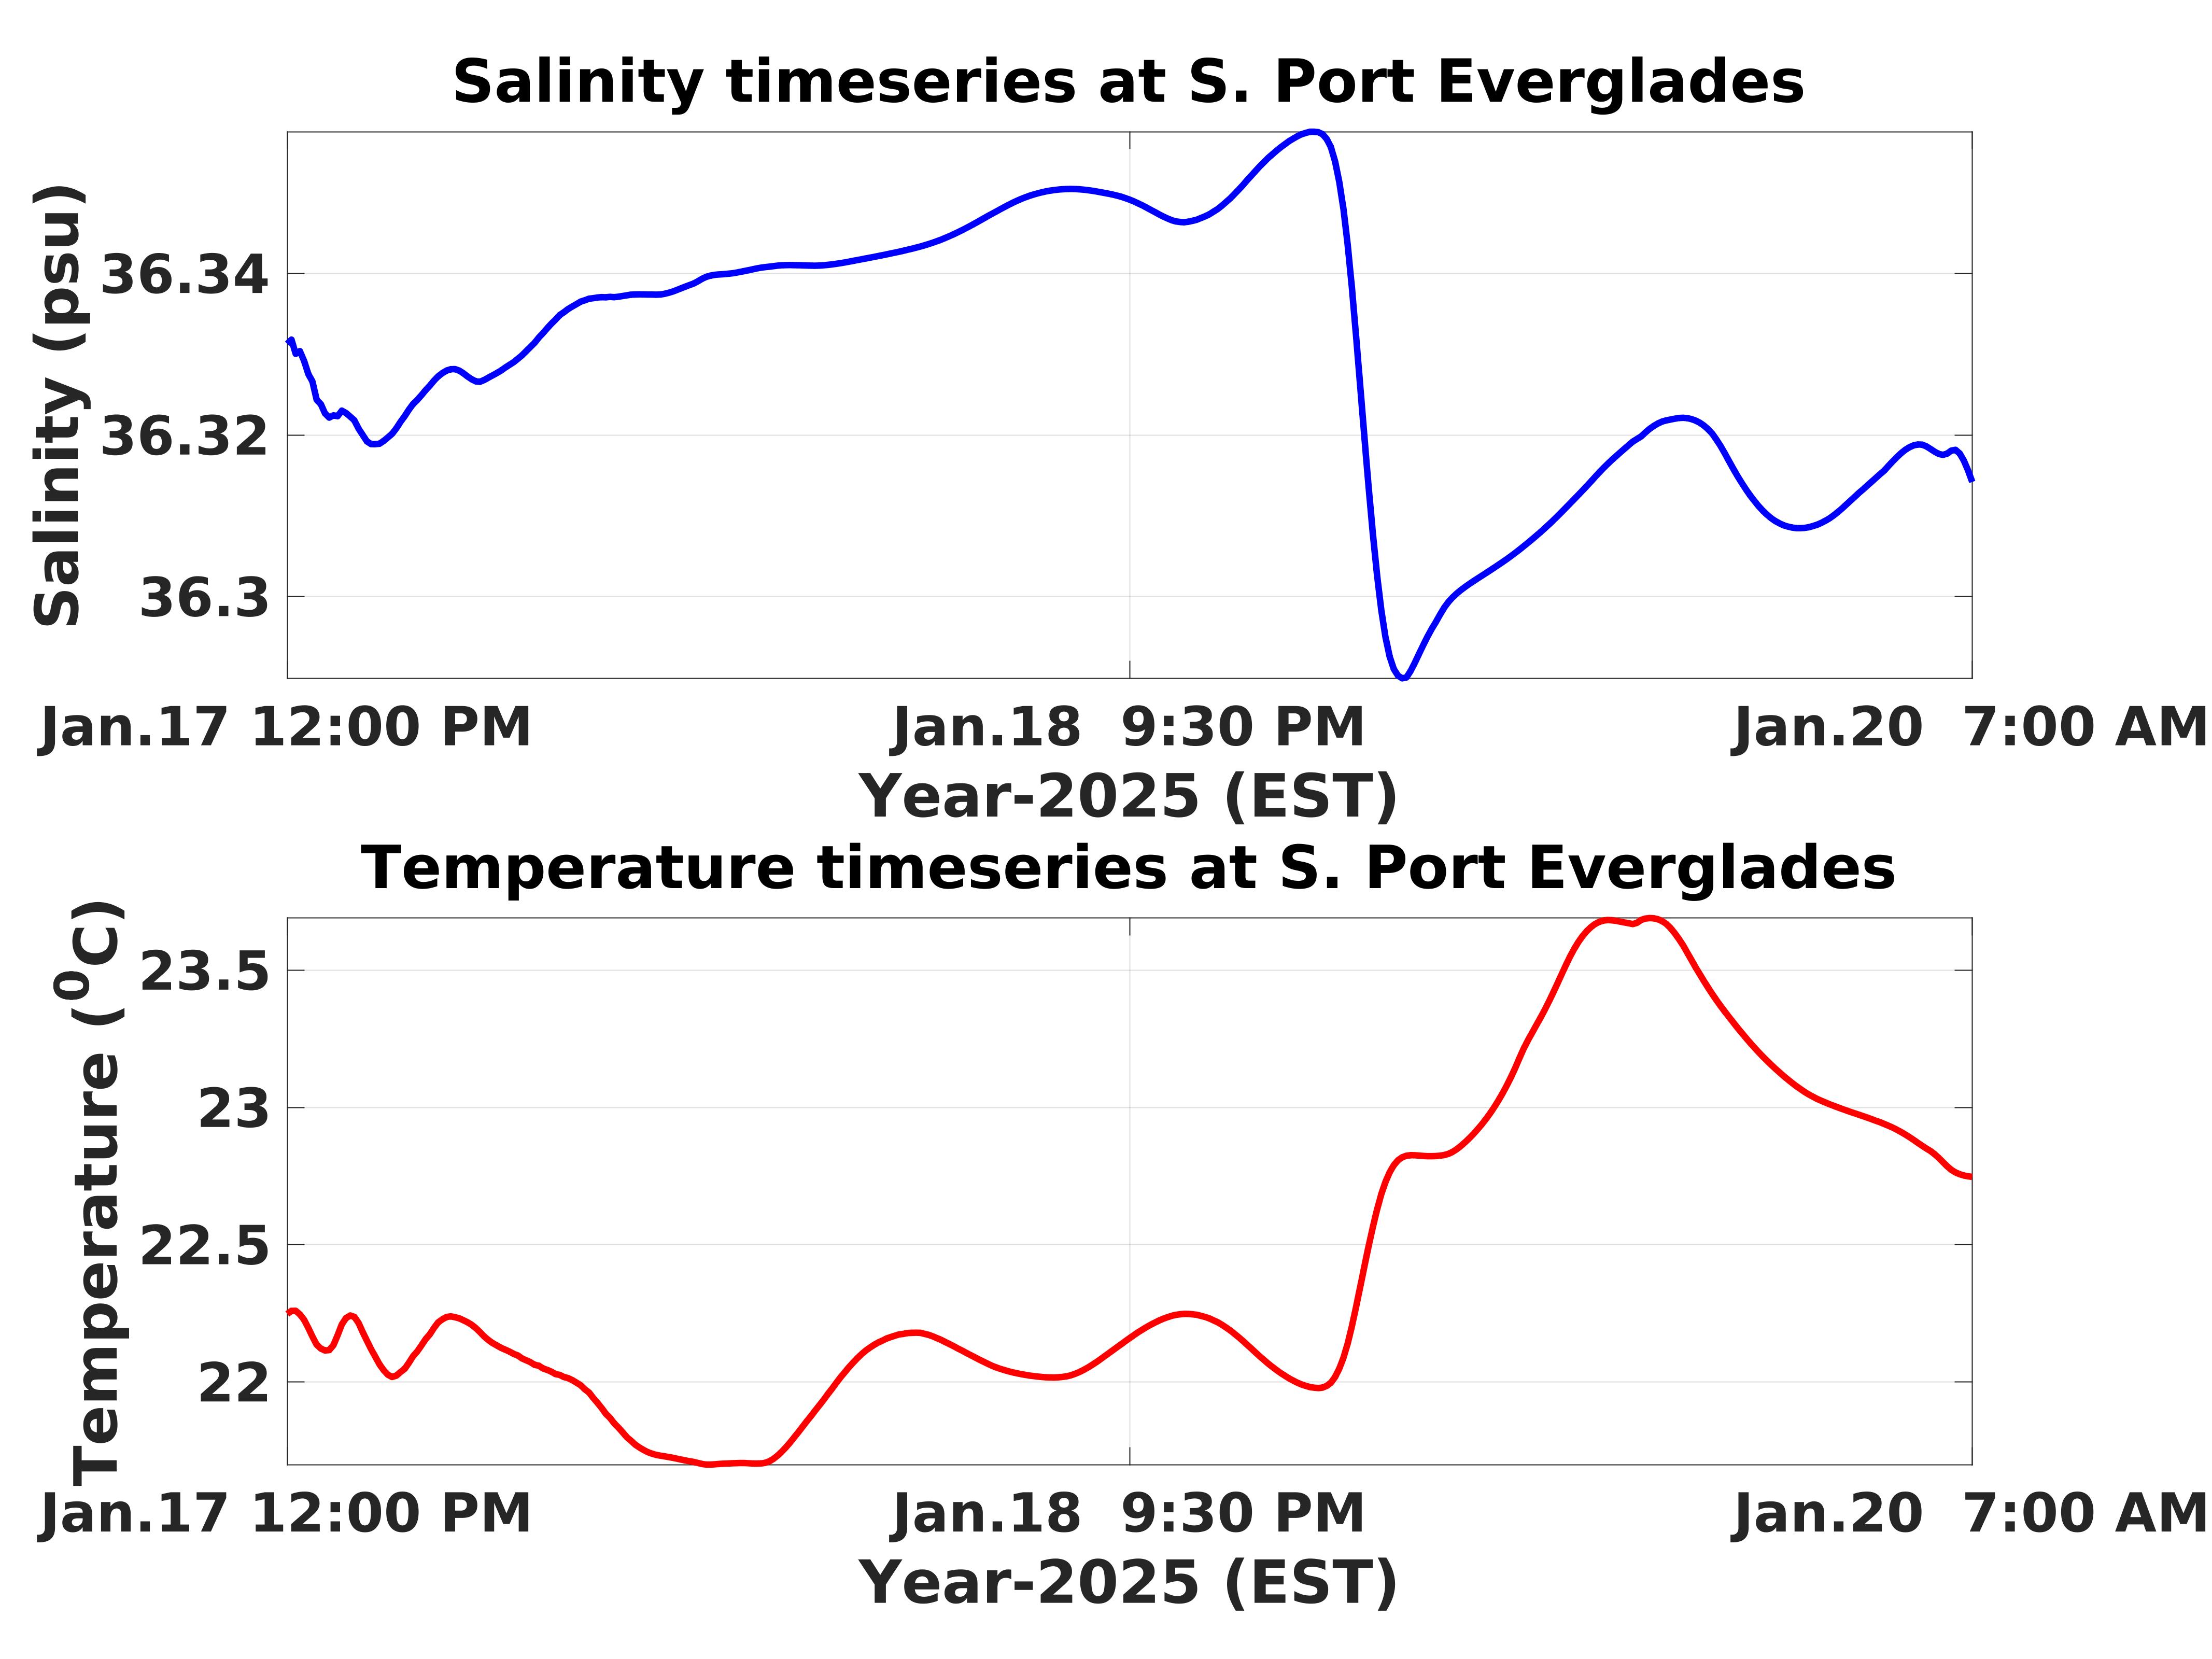 Salinity timeseries at S. Port Everglades
Salinity (psu)
36.34
36.32
36.3
Jan.17 12:00 PM Jan.18 9:30 PM Jan.20 7:00 AM
Year-2025 (EST)
Temperature timeseries at S. Port Everglades
Temperature (⁰C)
23.5
23
22.5
22
Jan.17 12:00 PM Jan.18 9:30 PM Jan.20 7:00 AM
Year-2025 (EST)